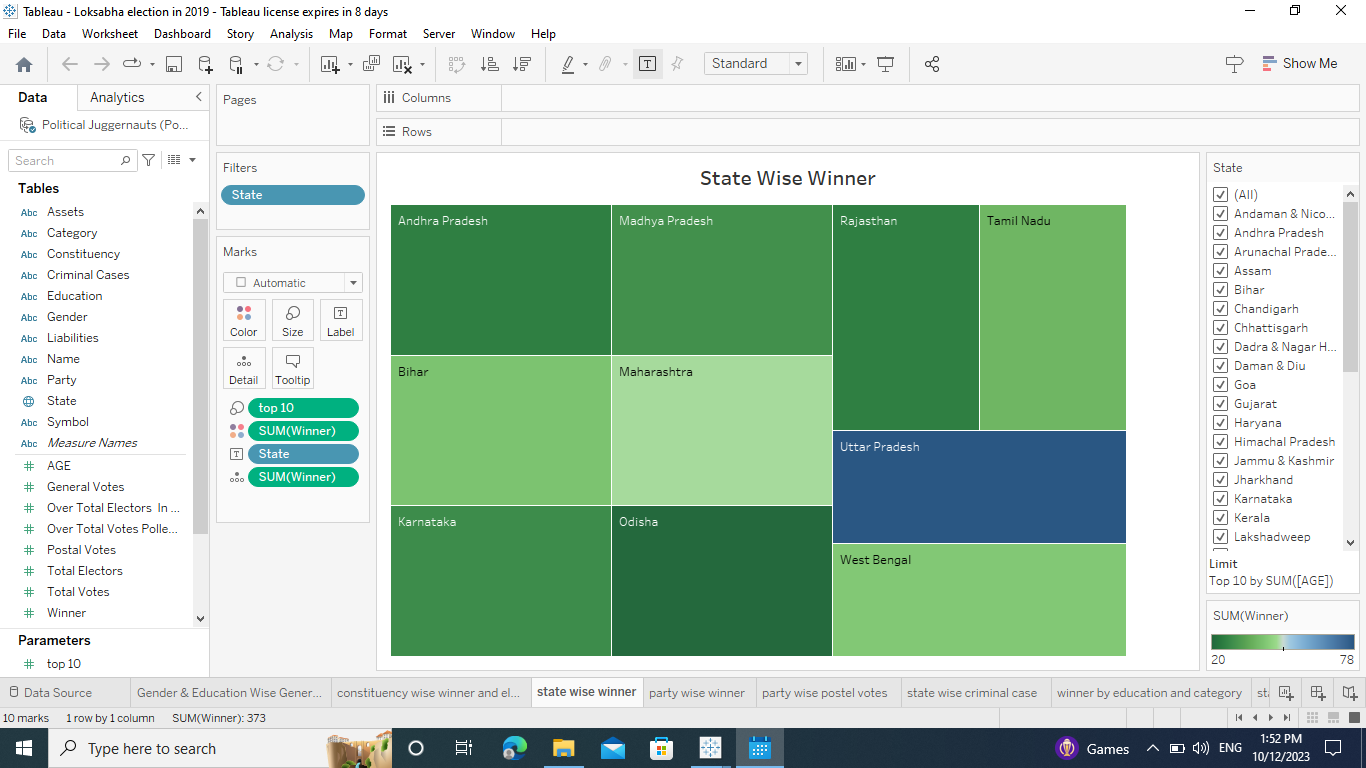 Tableau - Loksabha election in 2019 - Tableau license expires in 8 days
File Data Worksheet Dashboard Story Analysis Map Format Server Window Help
Standard
Show Me
Data Analytics
Political Juggernauts (Po...
Search
Tables
Abc Assets
Abc Category
Abc Constituency
Abc Criminal Cases
Abc Education
Abc Gender
Abc Liabilities
Abc Name
Abc Party
State
Abc Symbol
Abc Measure Names
AGE
General Votes
Over Total Electors In ...
Over Total Votes Polle...
Postal Votes
Total Electors
Total Votes
Winner
Parameters
top 10
Pages
Filters
State
Marks
Automatic
Color Size Label
Detail Tooltip
top 10
SUM(Winner)
State
SUM(Winner)
Columns
Rows
State Wise Winner
Andhra Pradesh Madhya Pradesh Rajasthan Tamil Nadu
Bihar Maharashtra
Uttar Pradesh
Karnataka Odisha
West Bengal
State
(All)
Andaman & Nico...
Andhra Pradesh
Arunachal Prade...
Assam
Bihar
Chandigarh
Chhattisgarh
Dadra & Nagar H...
Daman & Diu
Goa
Gujarat
Haryana
Himachal Pradesh
Jammu & Kashmir
Jharkhand
Karnataka
Kerala
Lakshadweep
Limit
Top 10 by SUM([AGE])
SUM(Winner)
20 78
Data Source Gender & Education Wise Gener... constituency wise winner and el... state wise winner party wise winner party wise postel votes state wise criminal case winner by education and category
10 marks 1 row by 1 column SUM(Winner): 373
Type here to search
Games
ENG
1:52 PM
10/12/2023